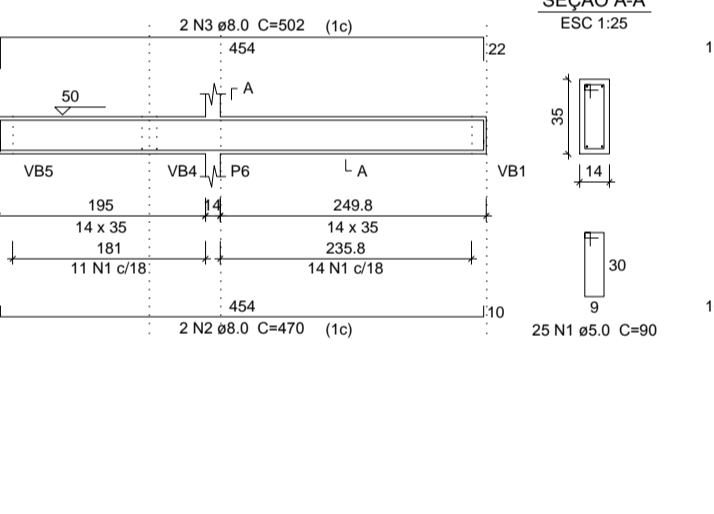 SEÇÃO A-A
ESC 1:25
2 N3 ø8.0 C=502 (1c)
454
22
1
50
A
35
VB5
VB4
P6
A
VB1
14
195
14
249.8
14 x 35
14 x 35
181
235.8
11 N1 c/18
14 N1 c/18
30
9
454
10
1
2 N2 ø8.0 C=470 (1c)
25 N1 ø5.0 C=90